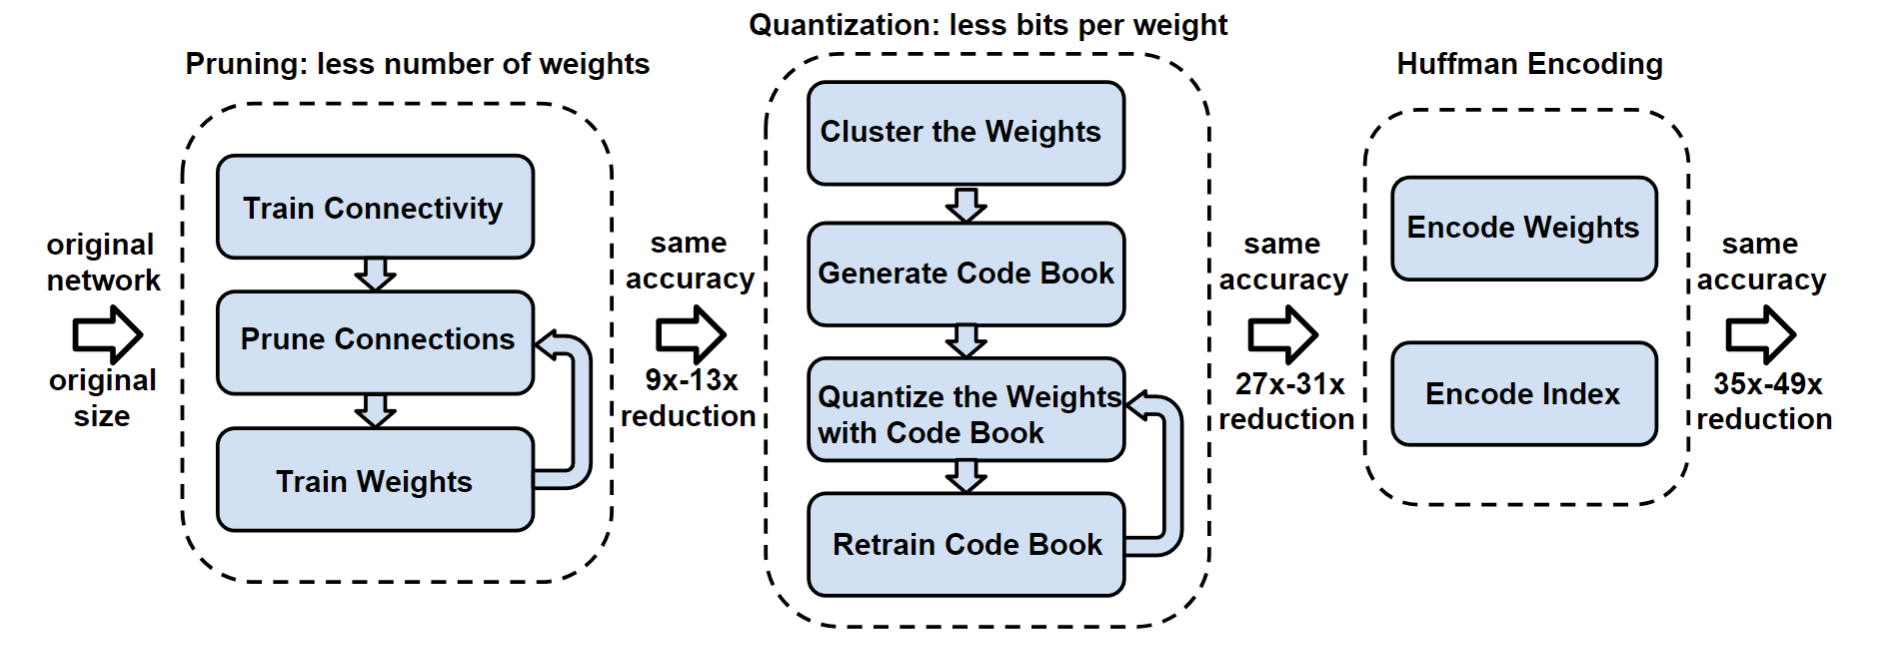 original
network
original
size
Pruning: less number of weights
Train Connectivity
Prune Connections
Train Weights
same
accuracy
9x-13x
reduction
Quantization: less bits per weight
Cluster the Weights
Generate Code Book
Quantize the Weights
with Code Book
Retrain Code Book
same
accuracy
27x-31x
reduction
Huffman Encoding
Encode Weights
Encode Index
same
accuracy
35x-49x
reduction